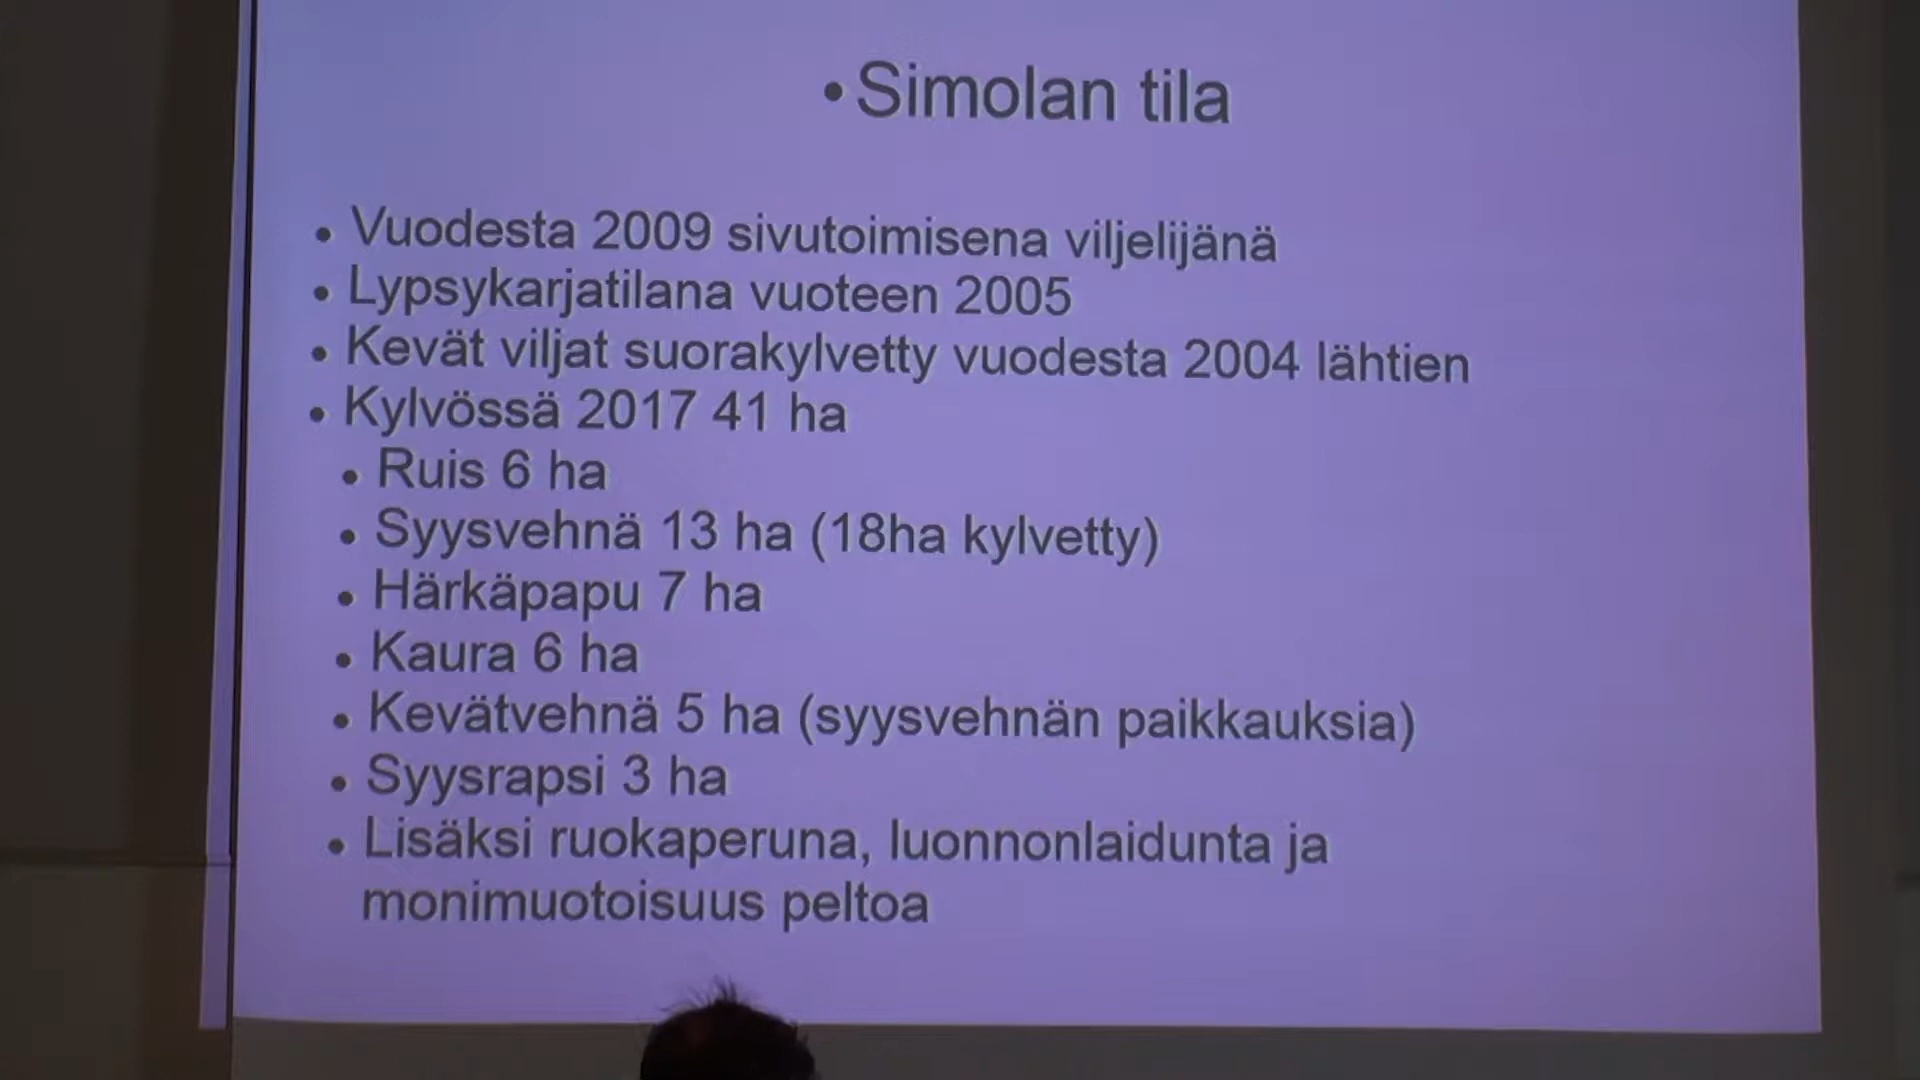 • Simolan tila
• Vuodesta 2009 sivutoimisena viljelijänä
• Lypsykarjatilana vuoteen 2005
• Kevät viljat suorakylvetty vuodesta 2004 lähtien
• Kylvössä 2017 41 ha
• Ruis 6 ha
• Syysvehnä 13 ha (18ha kylvetty)
• Härkäpapu 7 ha
• Kaura 6 ha
• Kevätvehnä 5 ha (syysvehnän paikkauksia)
• Syysrapsi 3 ha
• Lisäksi ruokaperuna, luonnonlaidunta ja
monimuotoisuus peltoa